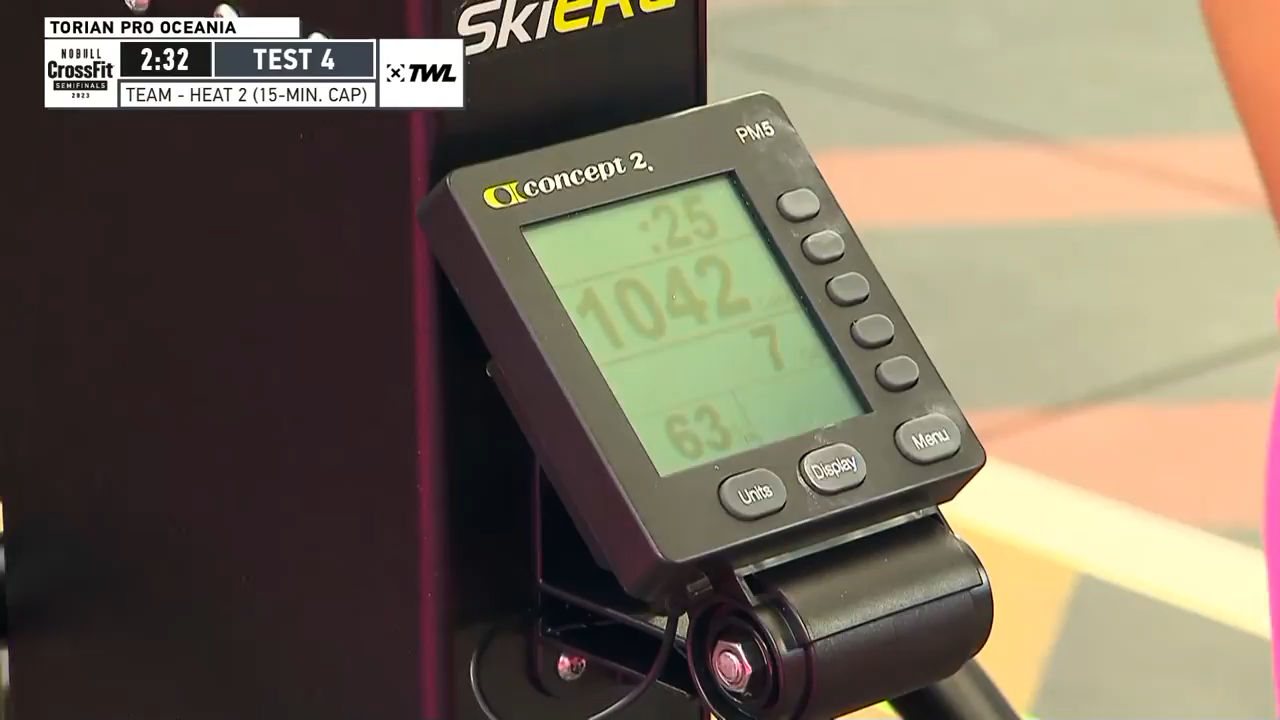 TORIAN PRO OCEANIA
NOBULL
CrossFit
SEMIFINALS
2023
2:32
TEST 4
TWL
TEAM - HEAT 2 (15-MIN. CAP)
SkiERG
PM5
concept 2.
:25
1042
7
63
Units
Display
Menu